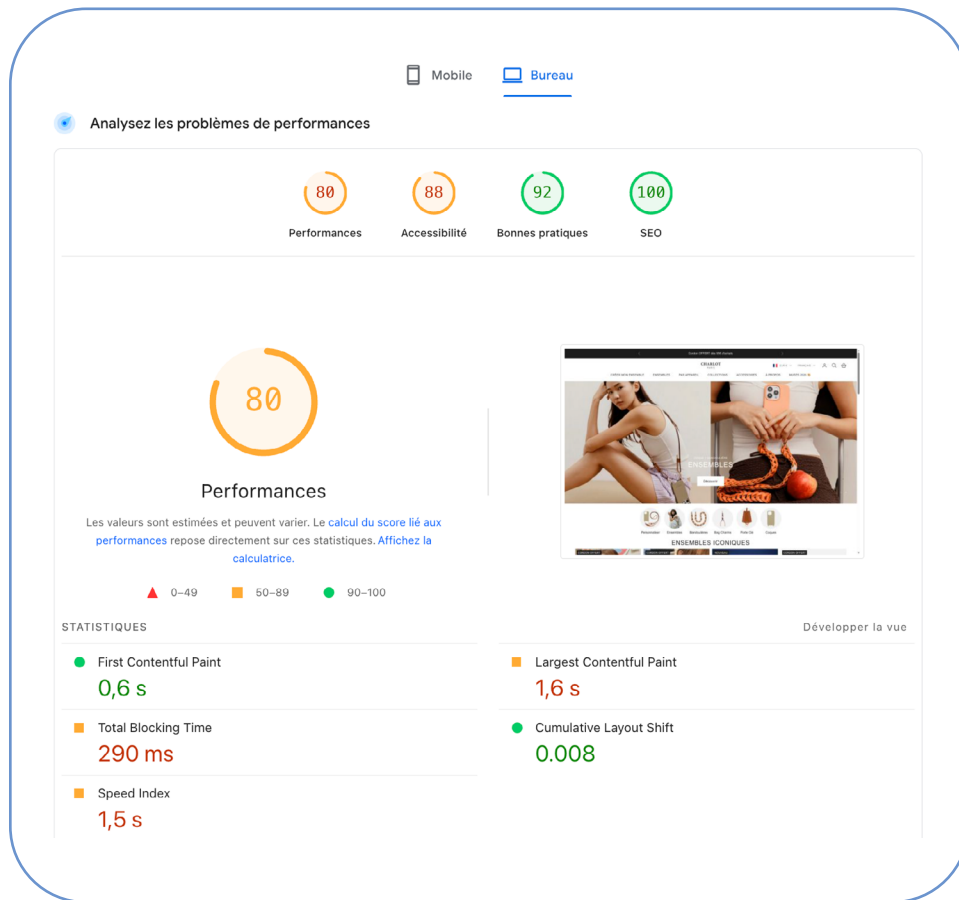 Mobile
Bureau
Analysez les problèmes de performances
80
88
92
100
Performances
Accessibilité
Bonnes pratiques
SEO
80
Performances
Les valeurs sont estimées et peuvent varier. Le calcul du score lié aux
performances repose directement sur ces statistiques. Affichez la
calculatrice.
0–49
50–89
90–100
CHARLOT
ENSEMBLES
Découvrir
ENSEMBLES ICONIQUES
STATISTIQUES
Développer la vue
First Contentful Paint
0,6 s
Largest Contentful Paint
1,6 s
Total Blocking Time
290 ms
Cumulative Layout Shift
0.008
Speed Index
1,5 s